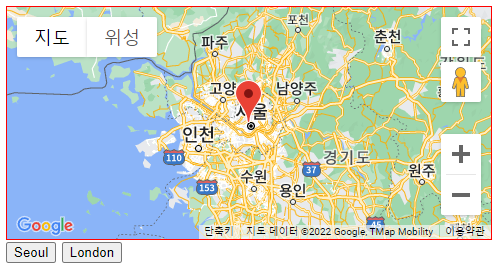 지도 위성
포천
파주
춘천
고양
남양주
서울
인천
경기도
110
37
원주
수원
153
용인
45
Google
단축키 지도 데이터 ©2022 Google, TMap Mobility 이용약관
Seoul London